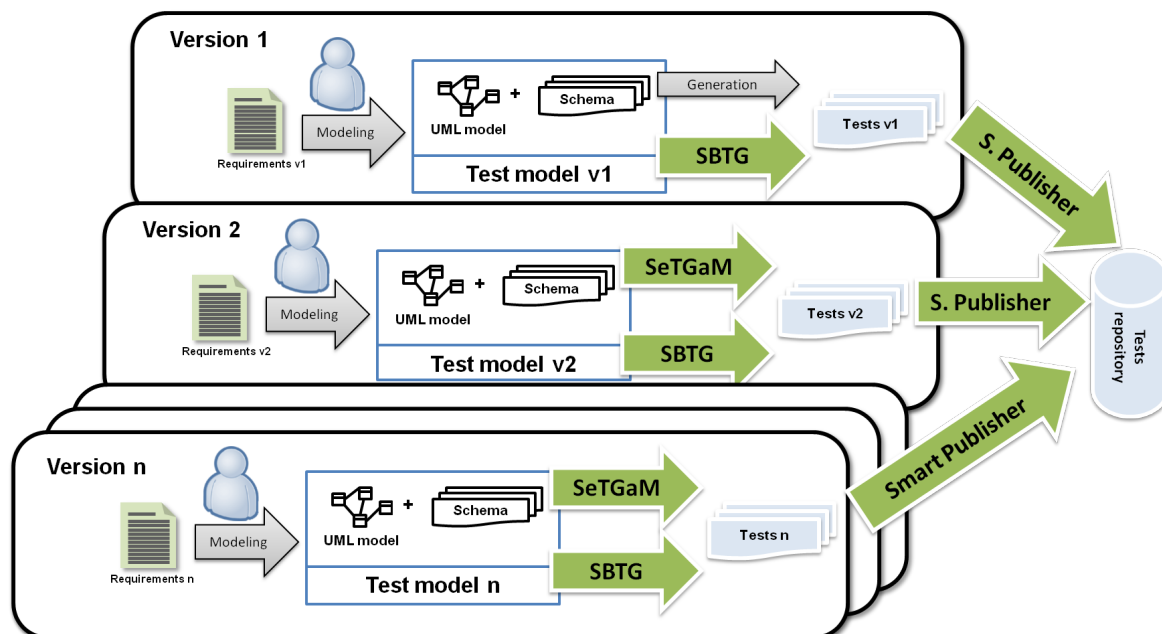 Version 1
Requirements v1
Modeling
UML model
+
Schema
Test model v1
Generation
SBTG
Tests v1
S. Publisher
Version 2
Requirements v2
Modeling
UML model
+
Schema
Test model v2
SeTGaM
SBTG
Tests v2
S. Publisher
Tests
repository
Version n
Requirements n
Modeling
UML model
+
Schema
Test model n
SeTGaM
SBTG
Tests n
Smart Publisher